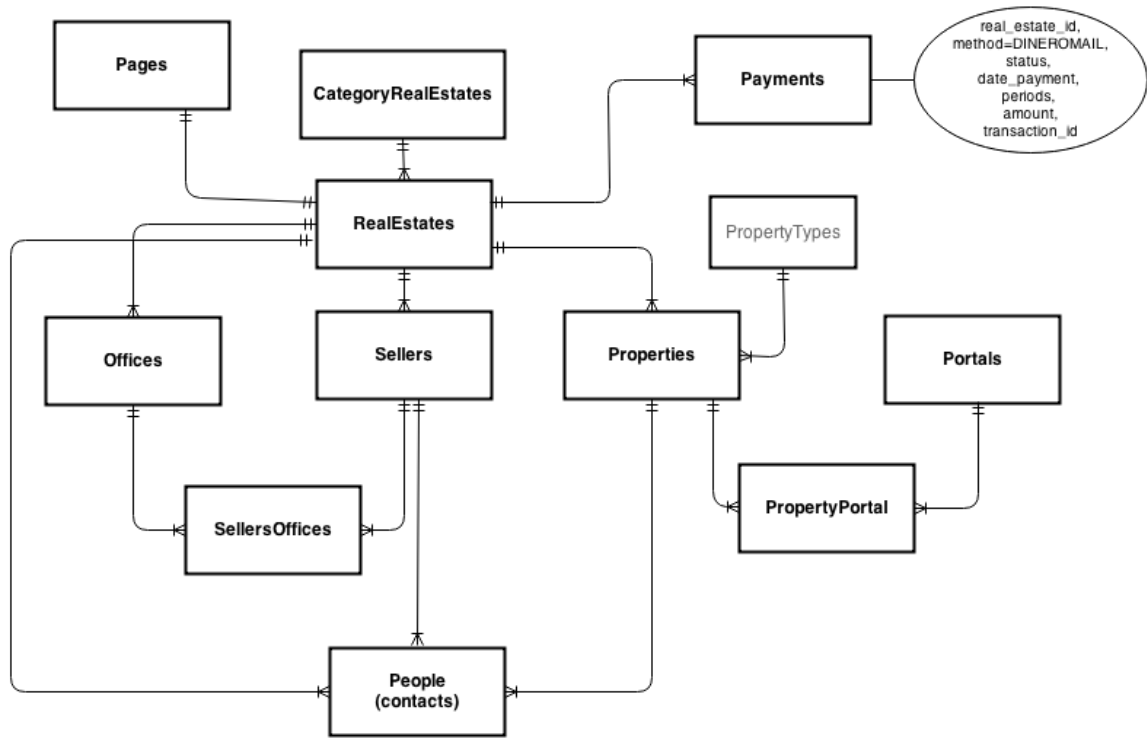 Pages
CategoryRealEstates
Payments
real_estate_id,
method=DINEROMAIL,
status,
date_payment,
periods,
amount,
transaction_id
RealEstates
PropertyTypes
Offices
Sellers
Properties
Portals
SellersOffices
PropertyPortal
People
(contacts)